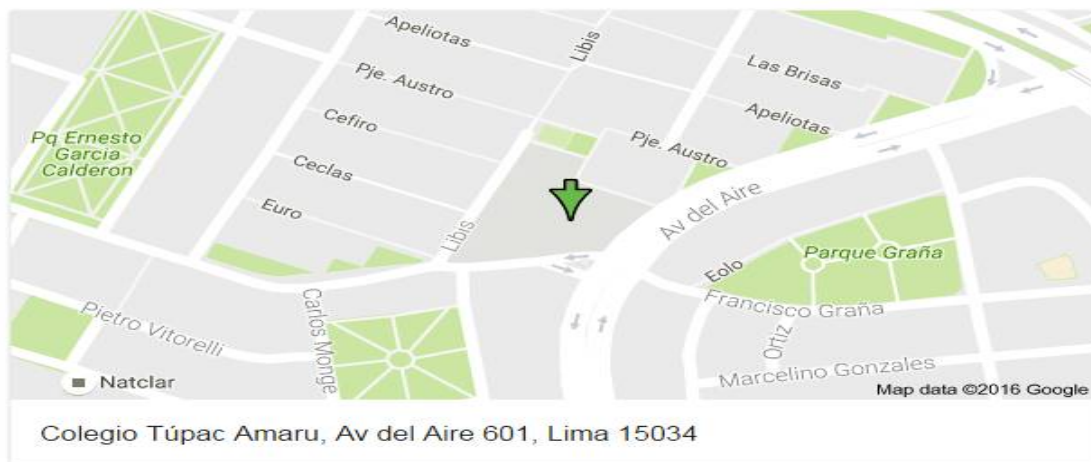 Apeliotas
Libis
Las Brisas
Pje. Austro
Cefiro
Apeliotas
Pq Ernesto
Garcia
Calderon
Pje. Austro
Ceclas
Euro
Av del Aire
Libis
Parque Graña
Eolo
Carlos Monge
Francisco Graña
Pietro Vitorelli
Ortiz
Marcelino Gonzales
Natclar
Map data ©2016 Google
Colegio Túpac Amaru, Av del Aire 601, Lima 15034